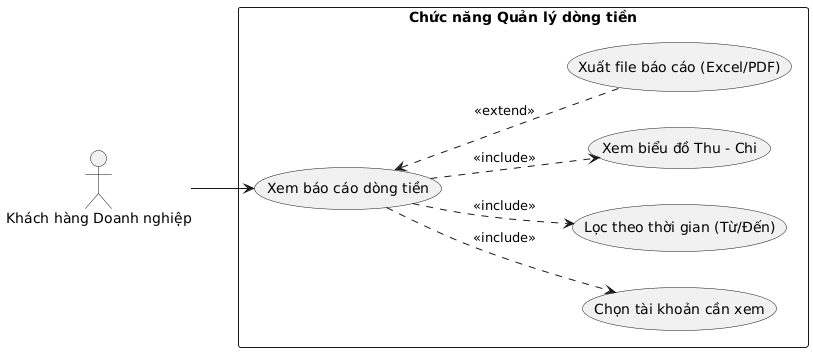 Chức năng Quản lý dòng tiền
Xuất file báo cáo (Excel/PDF)
«extend»
Xem biểu đồ Thu - Chi
«include»
Xem báo cáo dòng tiền
Khách hàng Doanh nghiệp
«include»
Lọc theo thời gian (Từ/Đến)
«include»
Chọn tài khoản cần xem